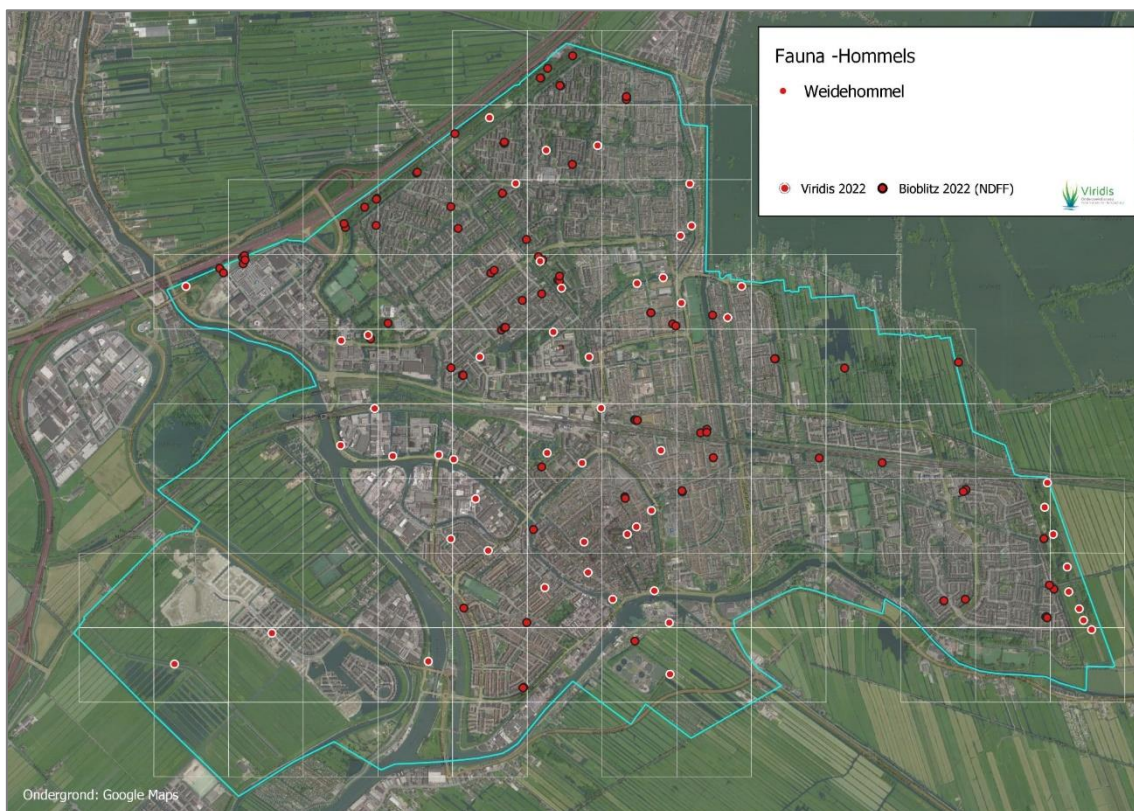 Fauna -Hommels
Weidehommel
Viridis 2022
Bioblitz 2022 (NDFF)
Viridis
Ondergrond: Google Maps